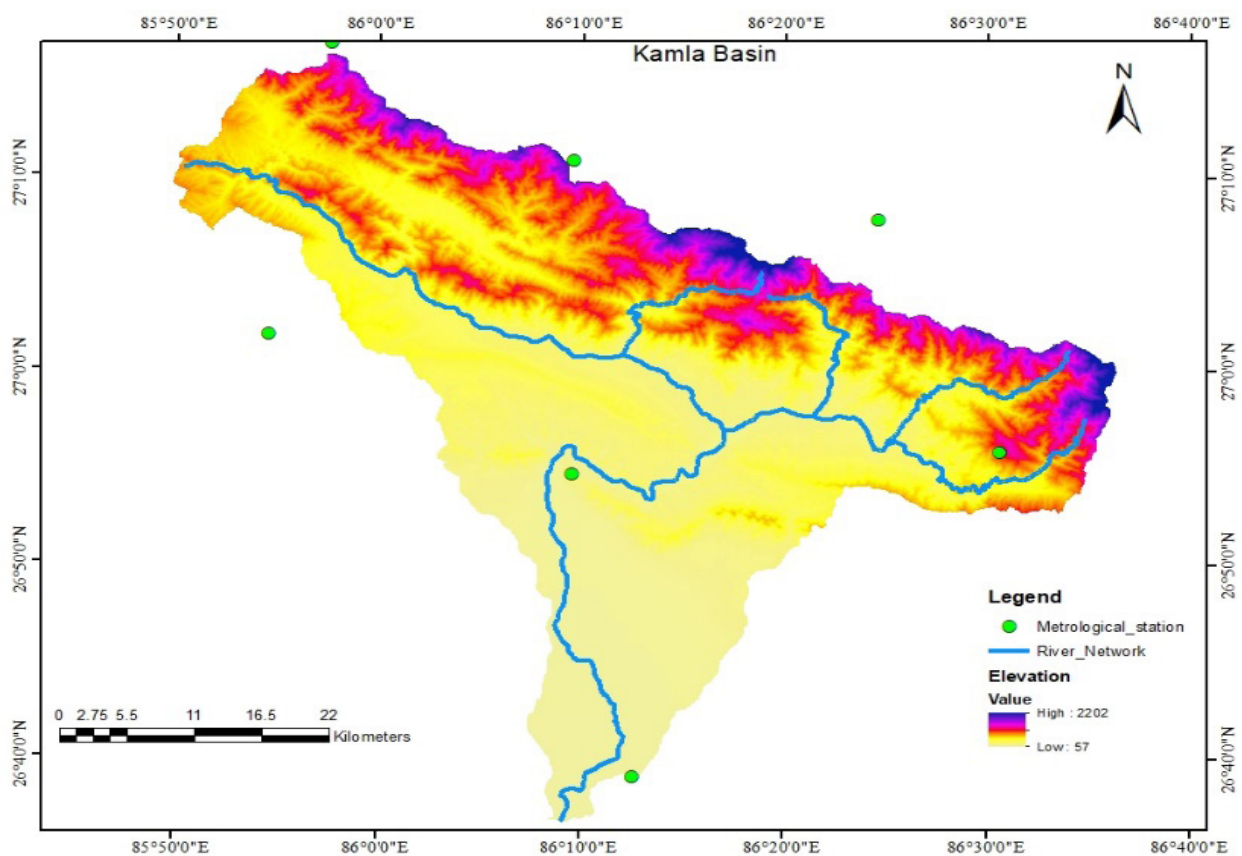 85°50'0"E 86°0'0"E 86°10'0"E 86°20'0"E 86°30'0"E 86°40'0"E
Kamla Basin
N
27°10'0"N 27°10'0"N
27°0'0"N 27°0'0"N
26°50'0"N 26°50'0"N
Legend
Metrological_station
River_Network
Elevation
Value
High : 2202
Low : 57
0 2.75 5.5 11 16.5 22
Kilometers
26°40'0"N 26°40'0"N
85°50'0"E 86°0'0"E 86°10'0"E 86°20'0"E 86°30'0"E 86°40'0"E